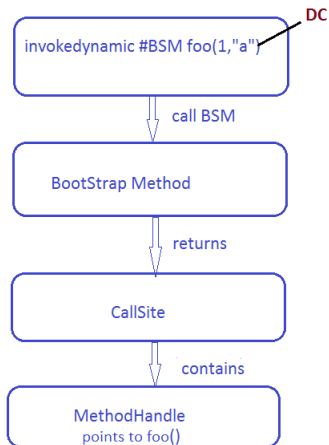 DC
invokedynamic #BSM foo(1,"a")
call BSM
BootStrap Method
returns
CallSite
contains
MethodHandle
points to foo()